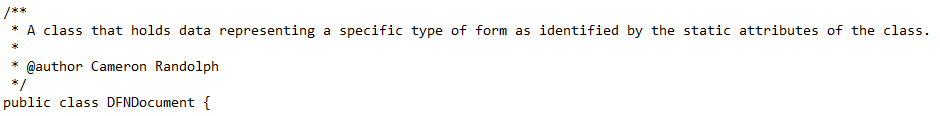 /**
 * A class that holds data representing a specific type of form as identified by the static attributes of the class.
 *
 * @author Cameron Randolph
 */
public class DFNDocument {